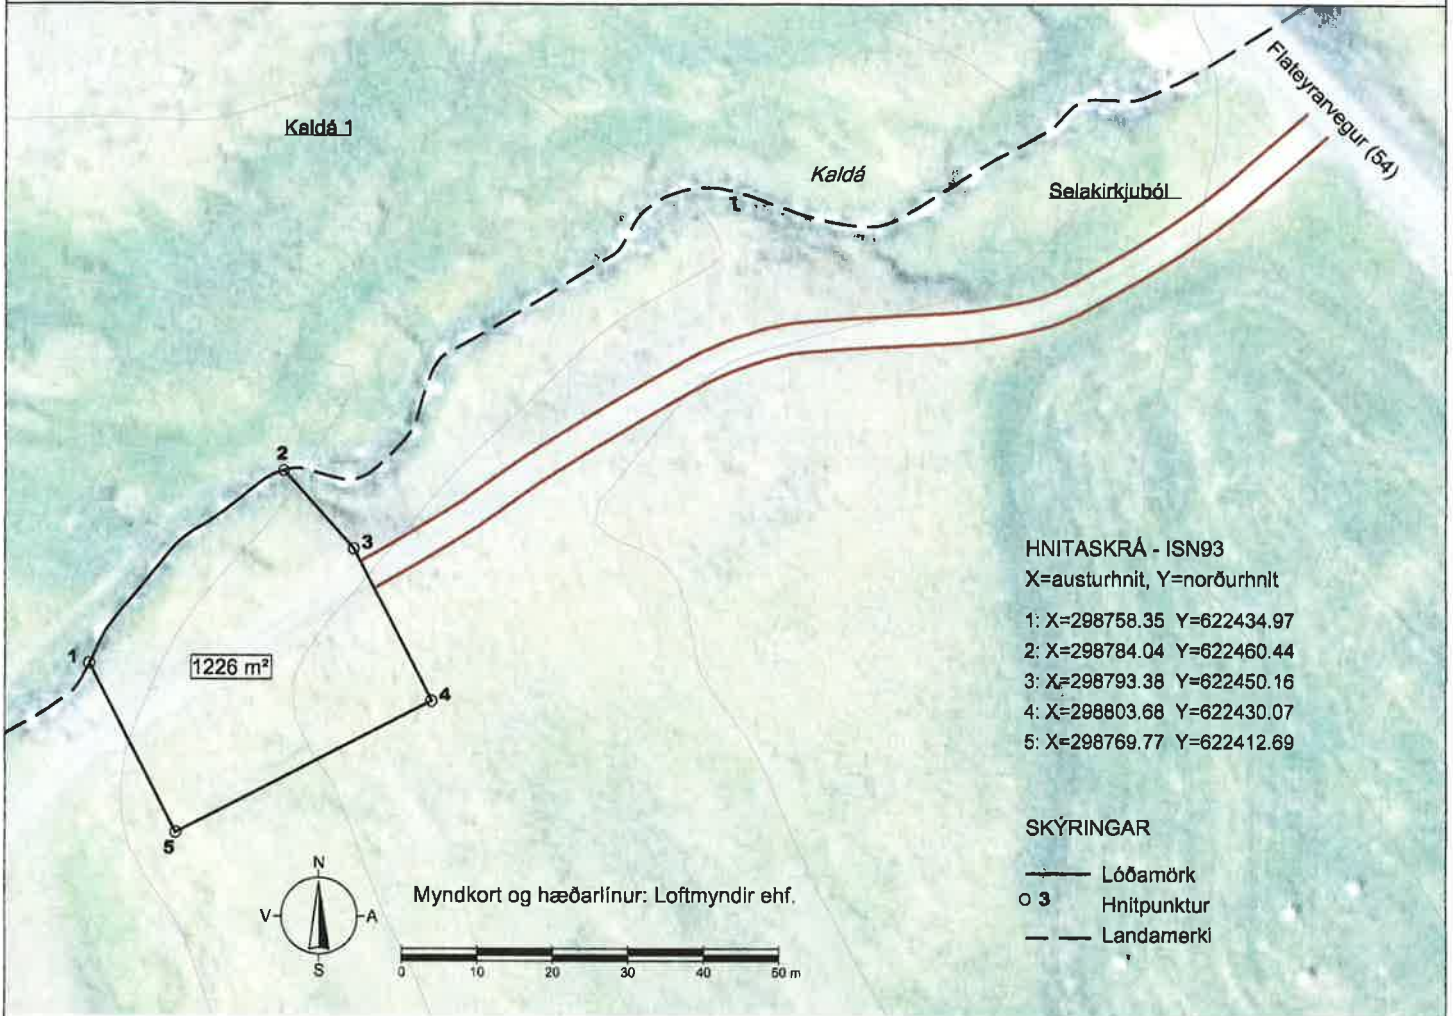 Flateyrarvegur (54)
Kaldá 1
Kaldá
Selakirkjuból
2
3
HNITASKRÁ - ISN93
X=austurhnit, Y=norðurhnit
1: X=298758.35 Y=622434.97
2: X=298784.04 Y=622460.44
3: X=298793.38 Y=622450.16
4: X=298803.68 Y=622430.07
5: X=298769.77 Y=622412.69
1
1226 m²
4
5
SKÝRINGAR
Lóðamörk
3 Hnitpunktur
Landamerki
N
V A
S
Myndkort og hæðarlínur: Loftmyndir ehf.
0 10 20 30 40 50 m